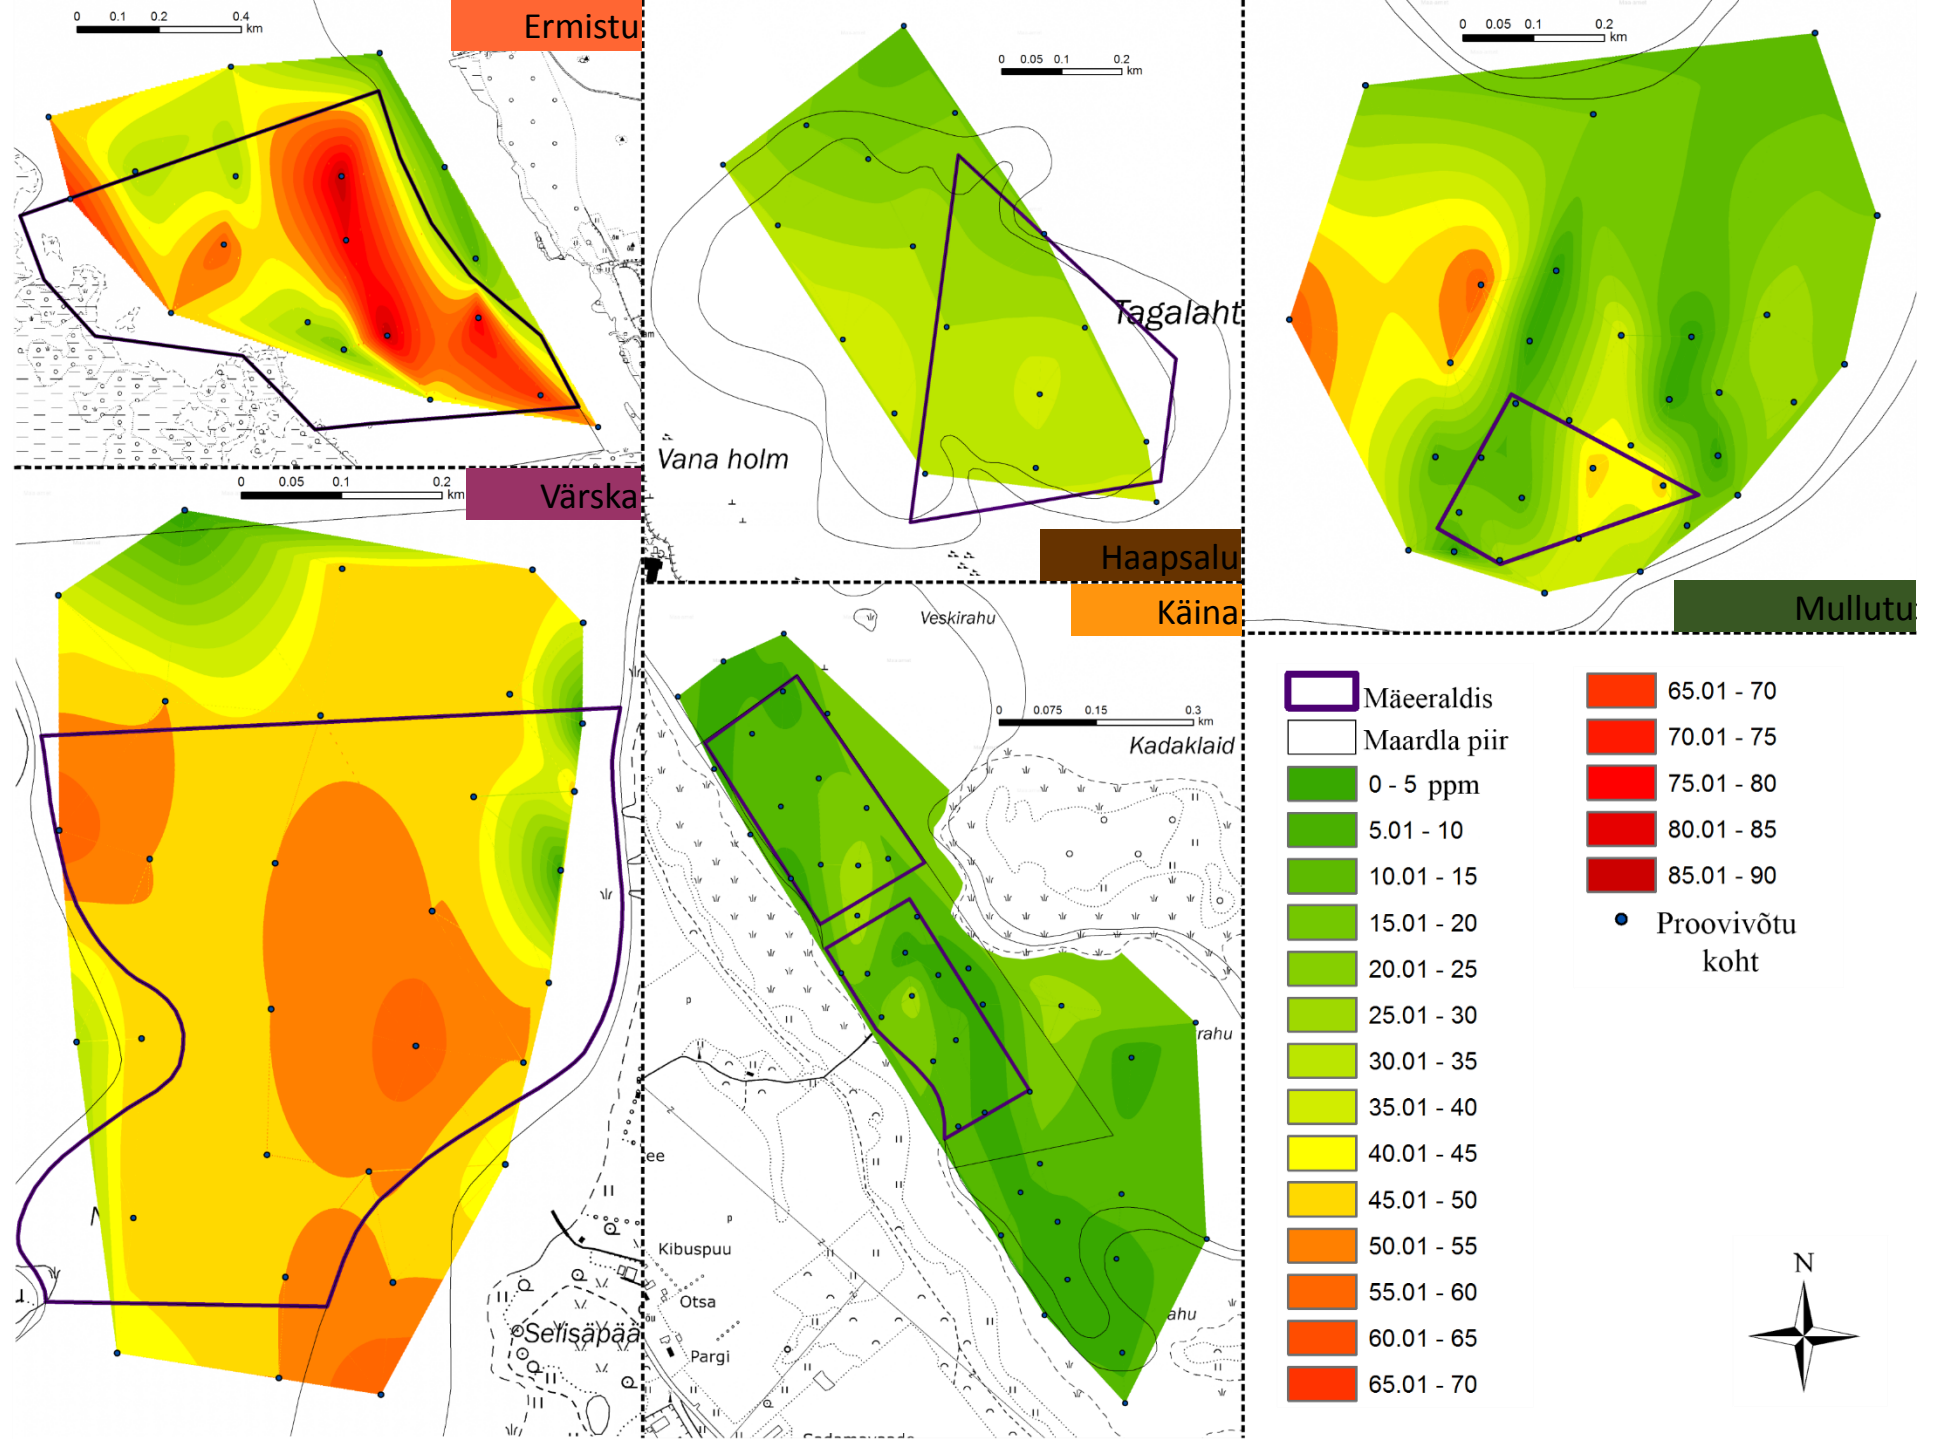 0 0.1 0.2 0.4
km
Ermistu
0 0.05 0.1 0.2
km
Värska
Selisäpää
0 0.05 0.1 0.2
km
Tagalaht
Vana holm
Haapsalu
Käina
Veskirahu
0 0.075 0.15 0.3
km
Kadaklaid
rahu
ee
p
p
Kibuspuu
Otsa
Pargi
ahu
0 0.05 0.1 0.2
km
Mullutu
Mäeeraldis
Maardla piir
0 - 5 ppm
5.01 - 10
10.01 - 15
15.01 - 20
20.01 - 25
25.01 - 30
30.01 - 35
35.01 - 40
40.01 - 45
45.01 - 50
50.01 - 55
55.01 - 60
60.01 - 65
65.01 - 70
65.01 - 70
70.01 - 75
75.01 - 80
80.01 - 85
85.01 - 90
Proovivõtu
koht
N